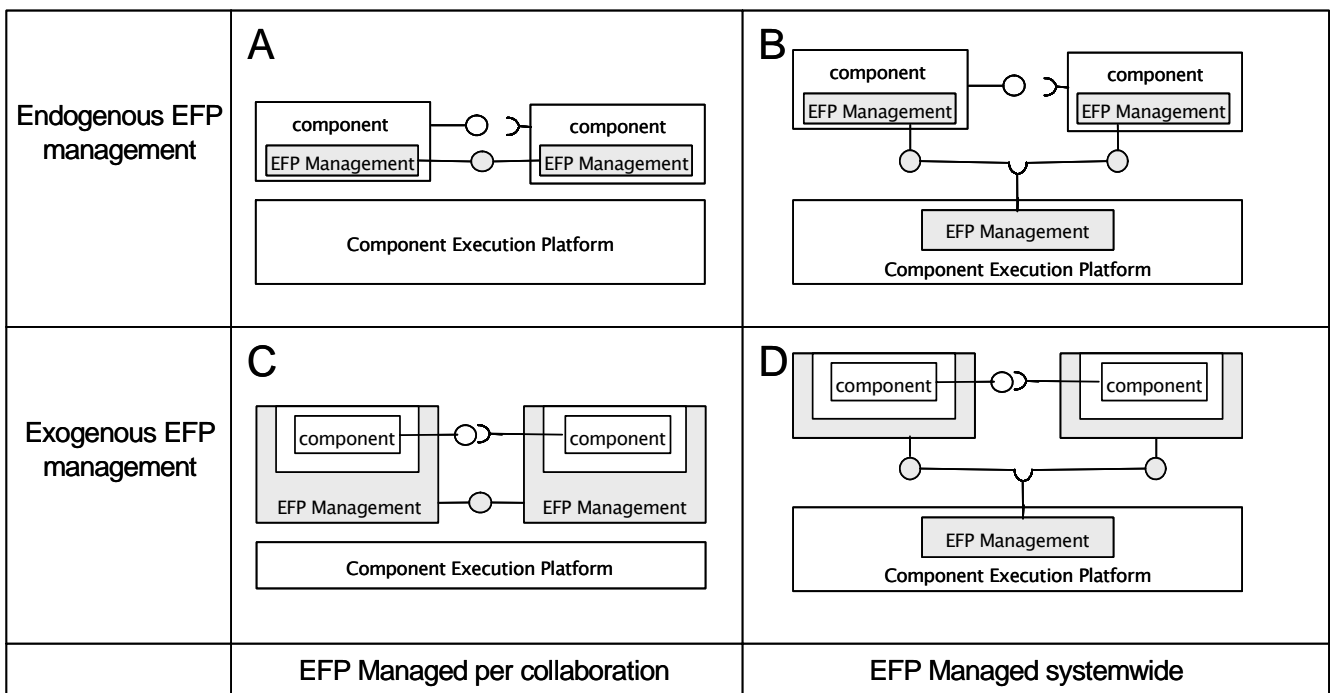 Endogenous EFP
management
A
component
component
EFP Management
EFP Management
Component Execution Platform
B
component
component
EFP Management
EFP Management
EFP Management
Component Execution Platform
Exogenous EFP
management
C
component
component
EFP Management
EFP Management
Component Execution Platform
D
component
component
EFP Management
Component Execution Platform
EFP Managed per collaboration
EFP Managed systemwide